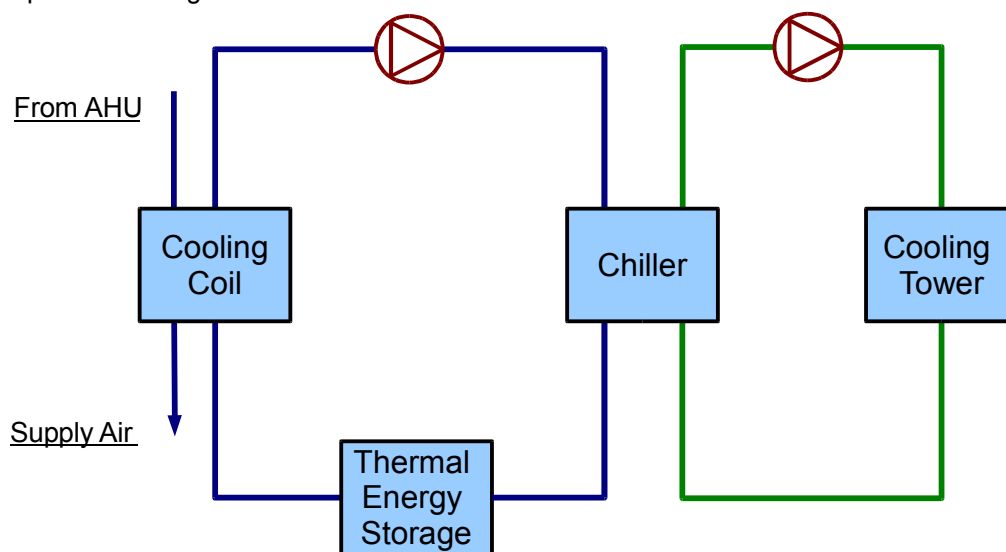 From AHU
Cooling
Coil
Chiller
Cooling
Tower
Supply Air
Thermal
Energy
Storage